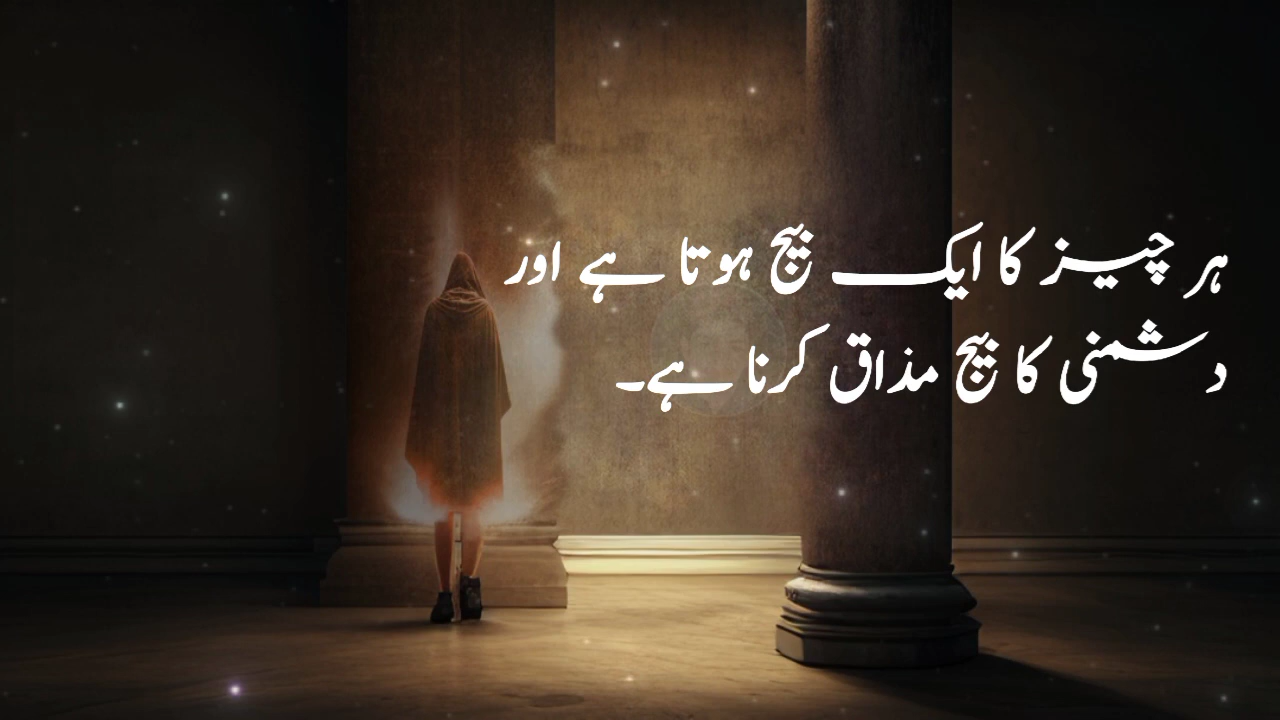 ہر چیز کا ایک بیج ہوتا ہے اور
دشمنی کا بیج مذاق کرنا ہے۔